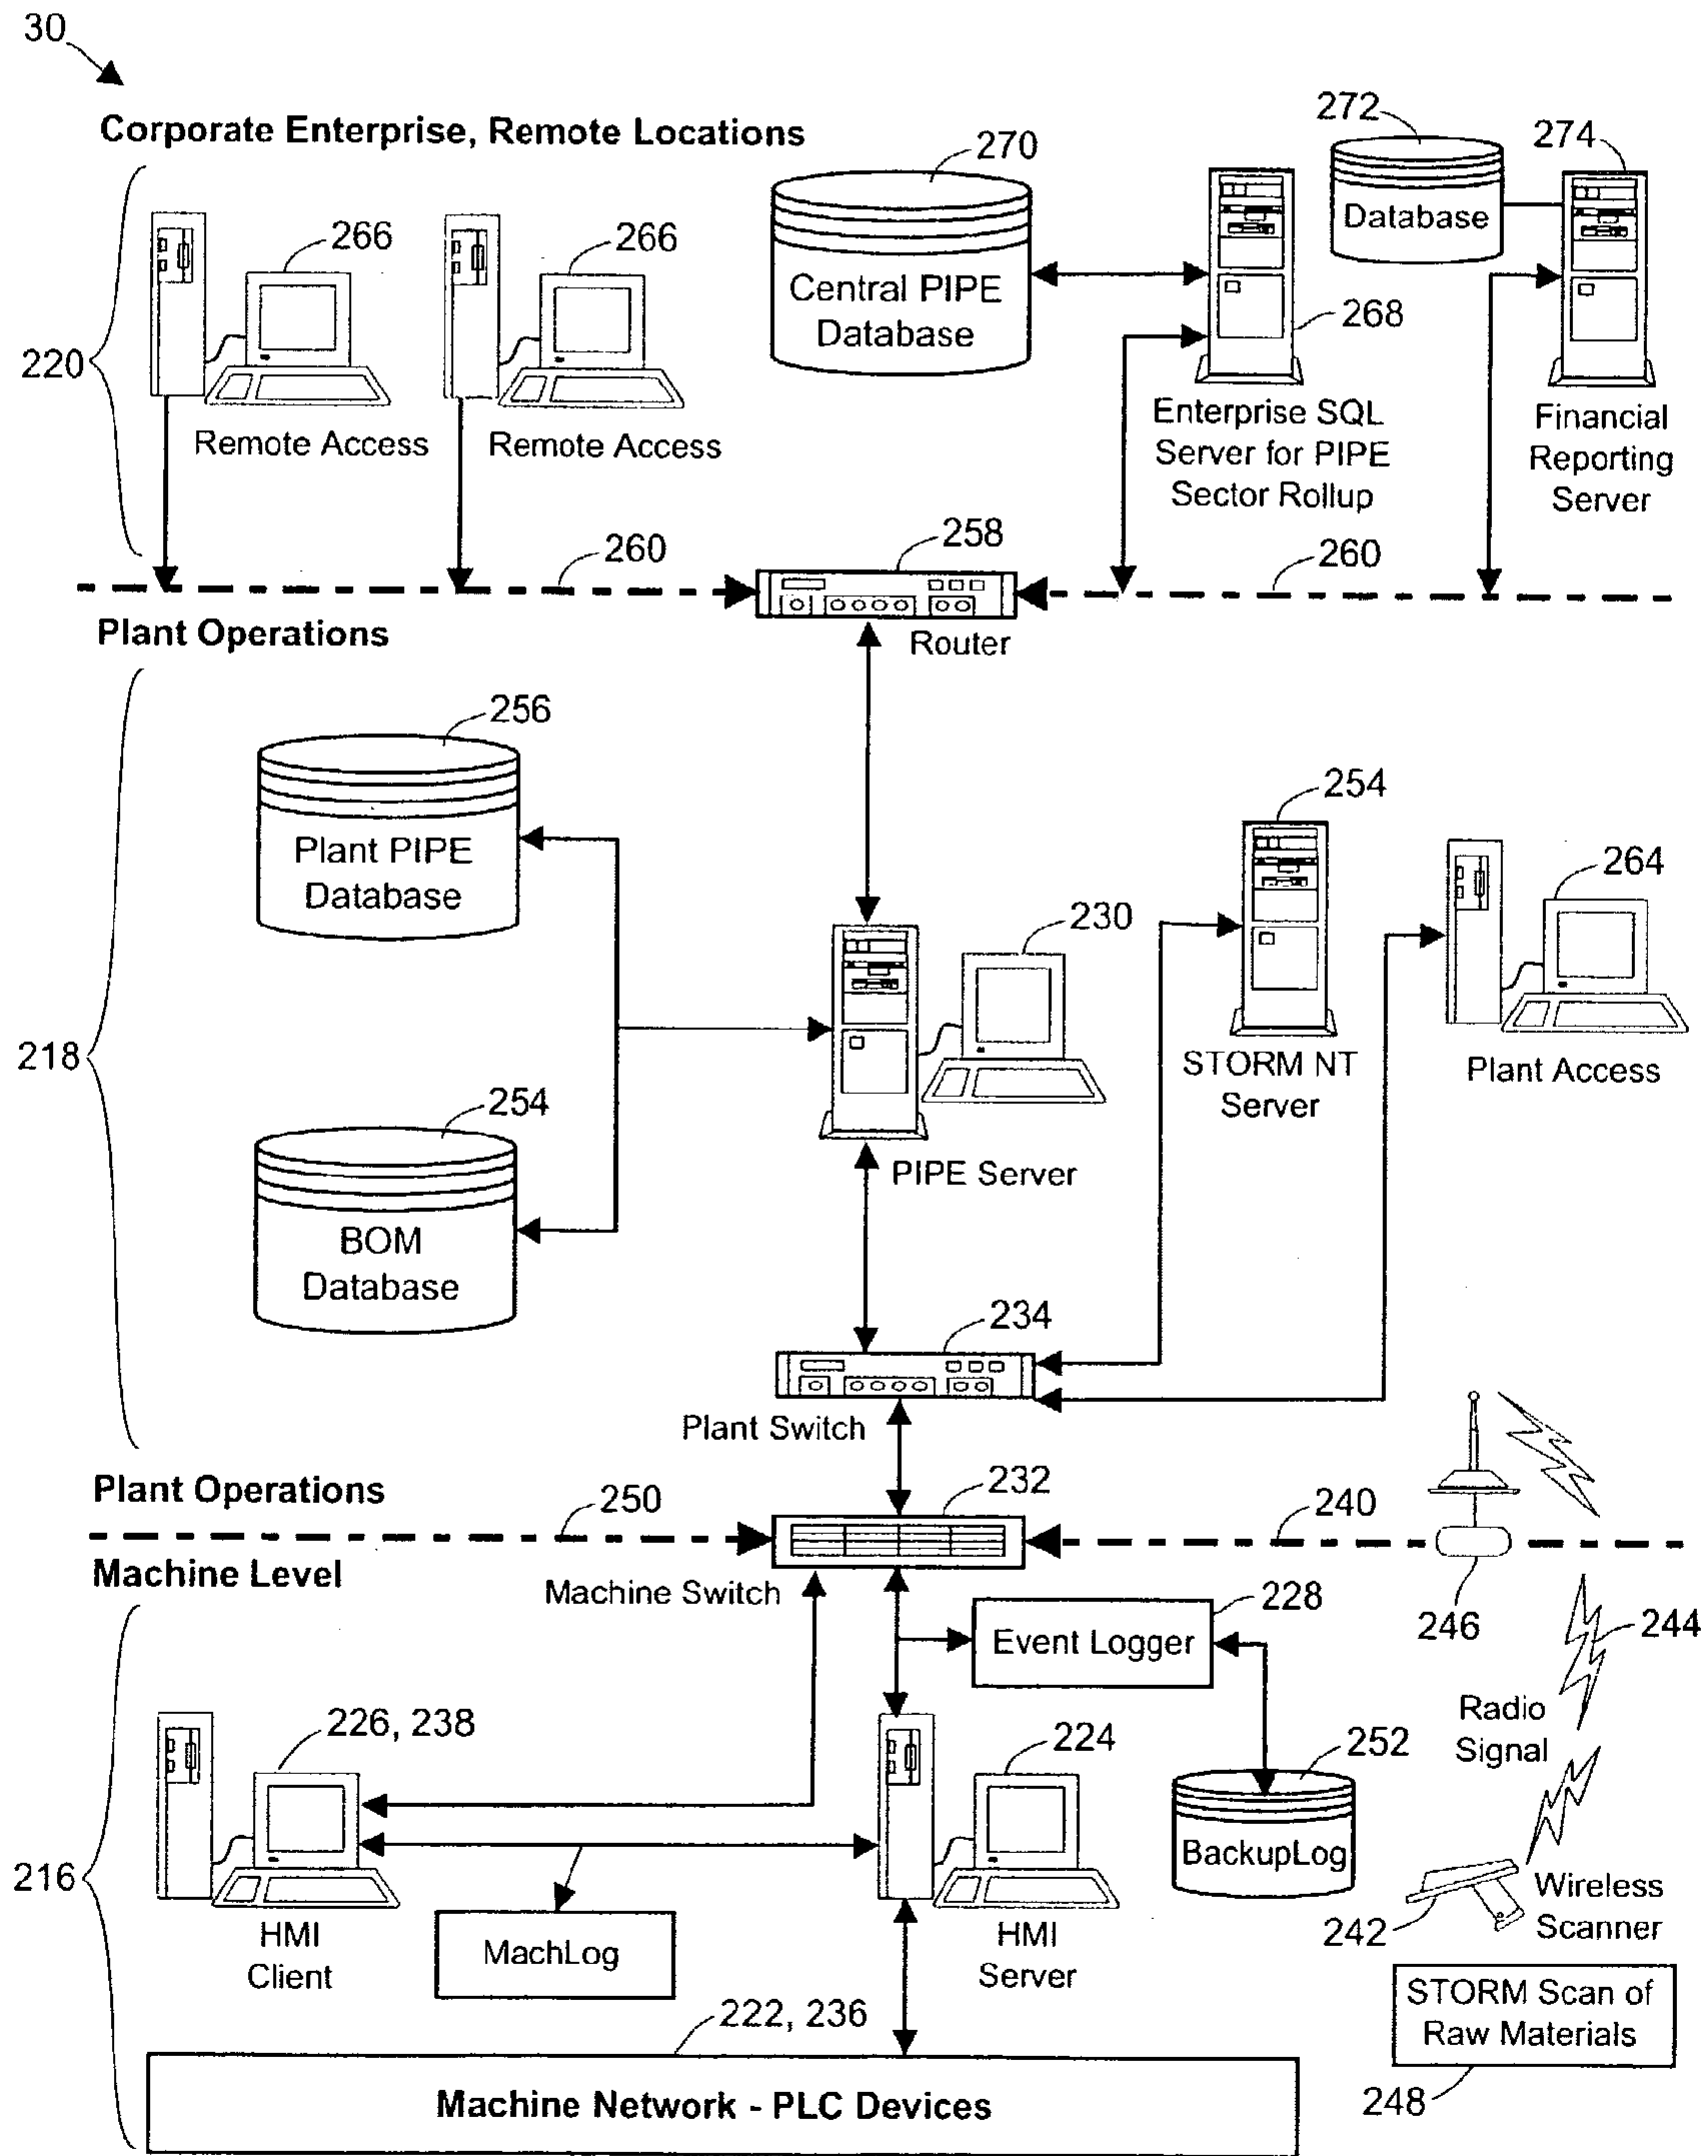 30
Corporate Enterprise, Remote Locations
270
272
274
Database
266
266
Central PIPE
Database
268
220
Remote Access
Remote Access
Enterprise SQL
Server for PIPE
Sector Rollup
Financial
Reporting
Server
260
258
260
Plant Operations
Router
256
Plant PIPE
Database
254
264
230
218
STORM NT
Server
Plant Access
254
PIPE Server
BOM
Database
234
Plant Switch
Plant Operations
250
232
240
Machine Level
Machine Switch
228
Event Logger
246
244
Radio
Signal
226, 238
224
252
BackupLog
216
Wireless
Scanner
242
HMI
Client
MachLog
HMI
Server
STORM Scan of
Raw Materials
222, 236
248
Machine Network - PLC Devices